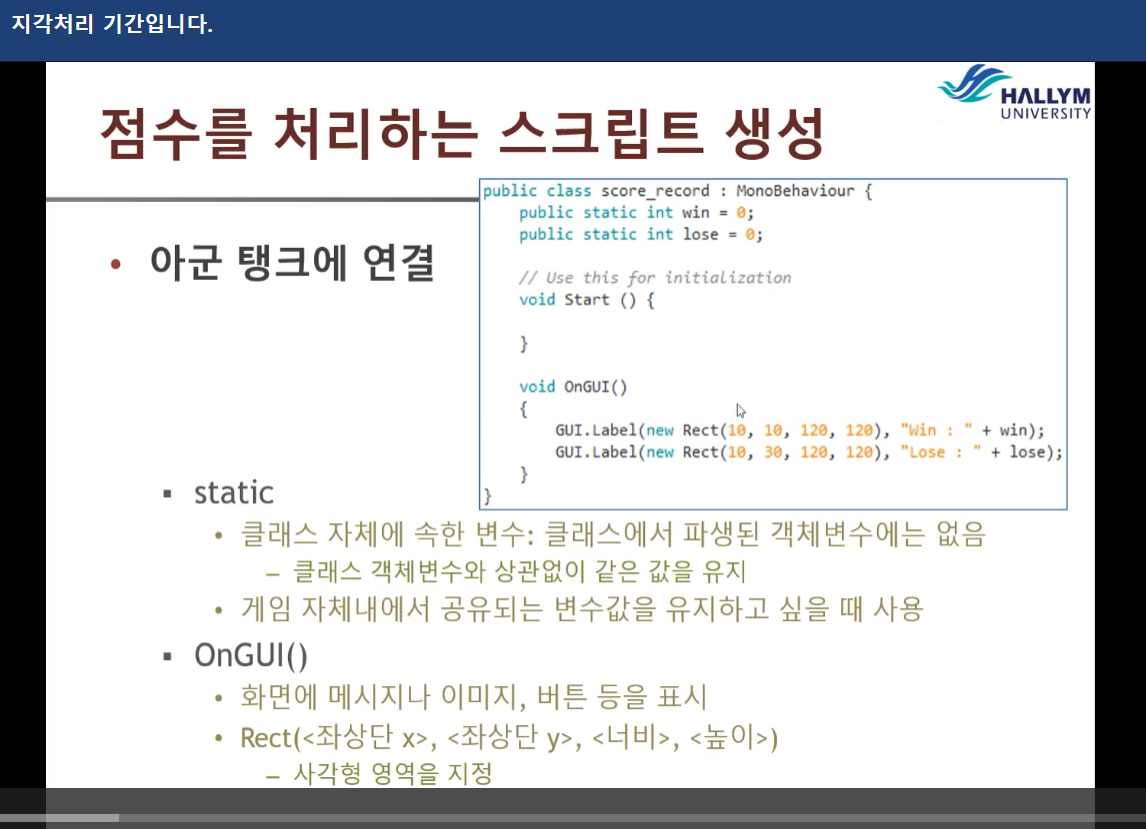 지각처리 기간입니다.
HALLYM
UNIVERSITY
점수를 처리하는 스크립트 생성
• 아군 탱크에 연결
public class score_record : MonoBehaviour {
public static int win = 0;
public static int lose = 0;
// Use this for initialization
void Start () {
}
void OnGUI()
{
GUI.Label(new Rect(10, 10, 120, 120), "Win : " + win);
GUI.Label(new Rect(10, 30, 120, 120), "Lose : " + lose);
}
}
▪ static
• 클래스 자체에 속한 변수: 클래스에서 파생된 객체변수에는 없음
– 클래스 객체변수와 상관없이 같은 값을 유지
• 게임 자체내에서 공유되는 변수값을 유지하고 싶을 때 사용
▪ OnGUI()
• 화면에 메시지나 이미지, 버튼 등을 표시
• Rect(<좌상단 x>, <좌상단 y>, <너비>, <높이>)
– 사각형 영역을 지정